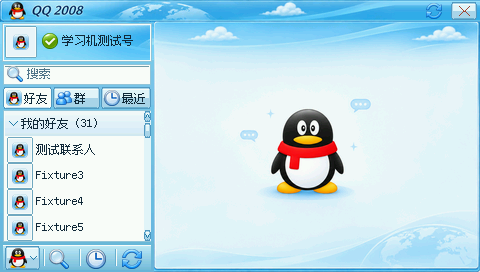 QQ 2008
学习机测试号
搜索
好友 群 最近
我的好友（31）
测试联系人
Fixture3
Fixture4
Fixture5